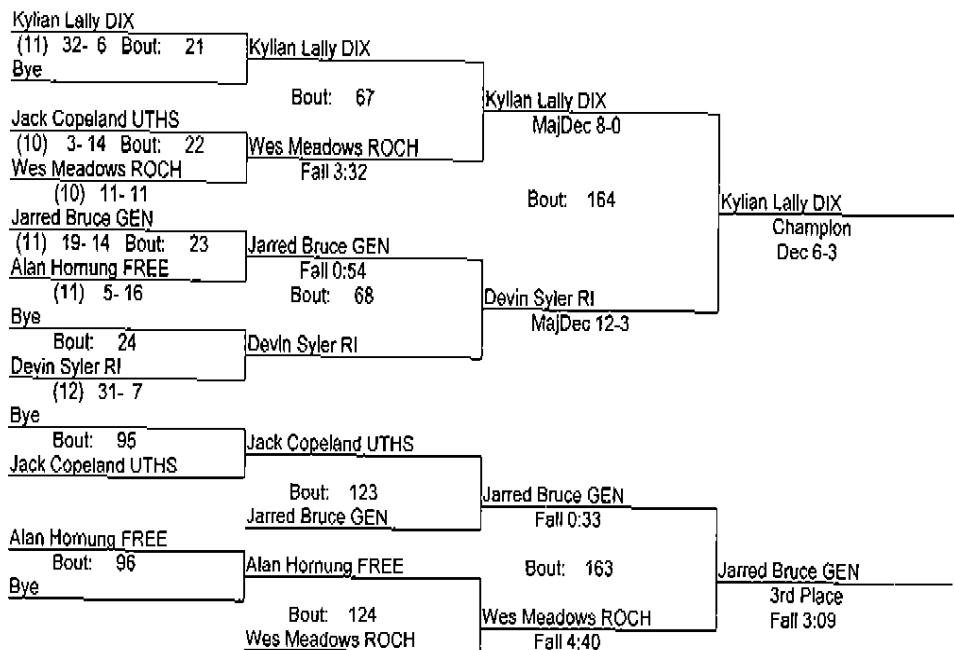 Kylian Lally DIX
(11) 32- 6 Bout: 21
Bye
Kylian Lally DIX
Bout: 67
Kylian Lally DIX
MajDec 8-0
Jack Copeland UTHS
(10) 3- 14 Bout: 22
Wes Meadows ROCH
(10) 11- 11
Wes Meadows ROCH
Fall 3:32
Bout: 164
Kylian Lally DIX
Champion
Dec 6-3
Jarred Bruce GEN
(11) 19- 14 Bout: 23
Alan Hornung FREE
(11) 5- 16
Jarred Bruce GEN
Fall 0:54
Bout: 68
Devin Syler RI
MajDec 12-3
Bye
Bout: 24
Devin Syler RI
(12) 31- 7
Devin Syler RI
Bye
Bout: 95
Jack Copeland UTHS
Jack Copeland UTHS
Bout: 123
Jarred Bruce GEN
Jarred Bruce GEN
Fall 0:33
Alan Hornung FREE
Bout: 96
Bye
Alan Hornung FREE
Bout: 124
Wes Meadows ROCH
Bout: 163
Wes Meadows ROCH
Fall 4:40
Jarred Bruce GEN
3rd Place
Fall 3:09